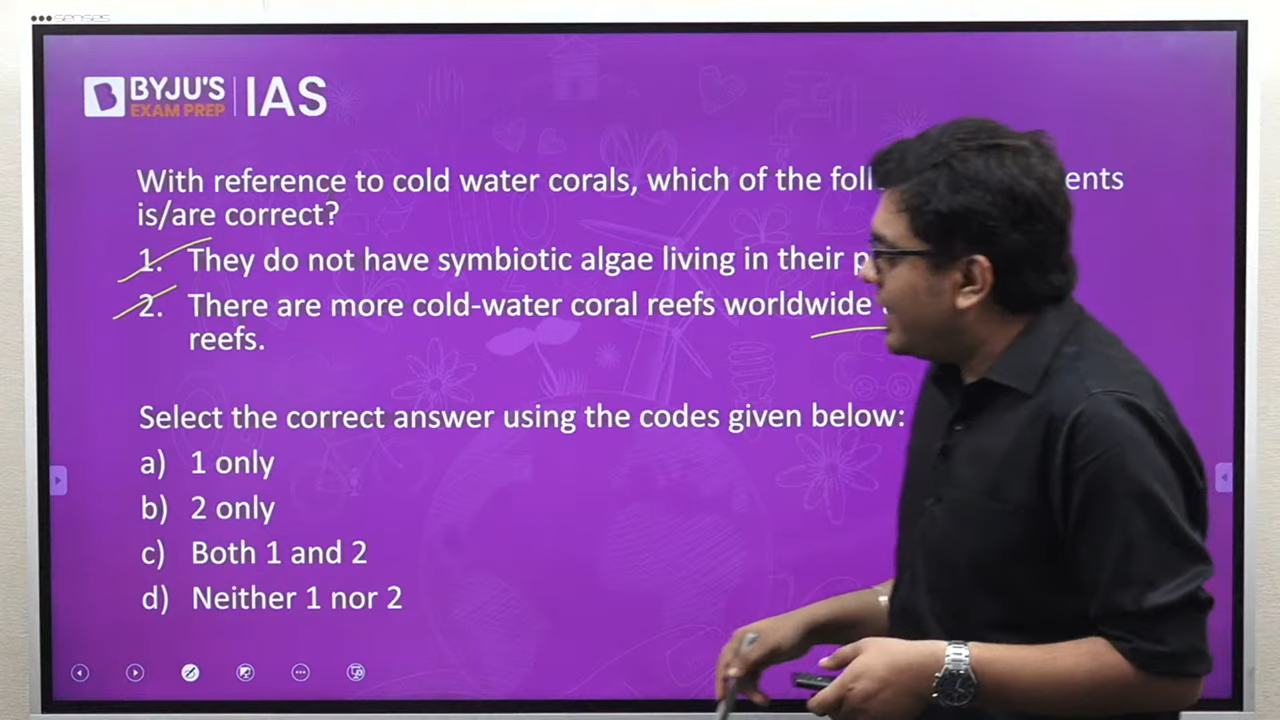 senses
BYJU'S
EXAM PREP
IAS
With reference to cold water corals, which of the foll ents
is/are correct?
1. They do not have symbiotic algae living in their p
2. There are more cold-water coral reefs worldwide
reefs.
Select the correct answer using the codes given below:
a) 1 only
b) 2 only
c) Both 1 and 2
d) Neither 1 nor 2